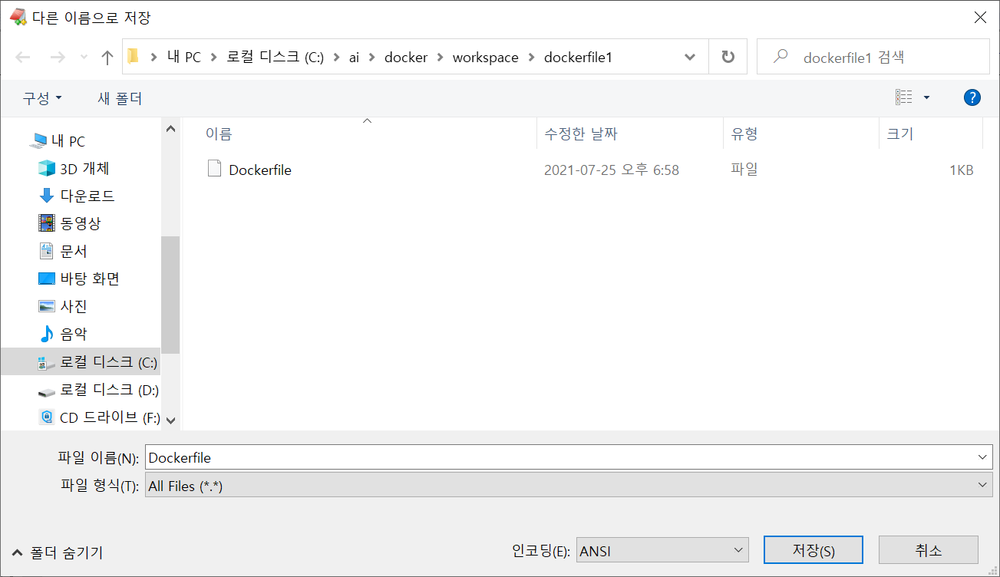 다른 이름으로 저장
내 PC > 로컬 디스크 (C:) > ai > docker > workspace > dockerfile1
dockerfile1 검색
구성
새 폴더
?
내 PC
3D 개체
다운로드
동영상
문서
바탕 화면
사진
음악
로컬 디스크 (C:)
로컬 디스크 (D:)
CD 드라이브 (F:)
이름 수정한 날짜 유형 크기
Dockerfile 2021-07-25 오후 6:58 파일 1KB
파일 이름(N): Dockerfile
파일 형식(T): All Files (*.*)
폴더 숨기기
인코딩(E): ANSI
저장(S)
취소